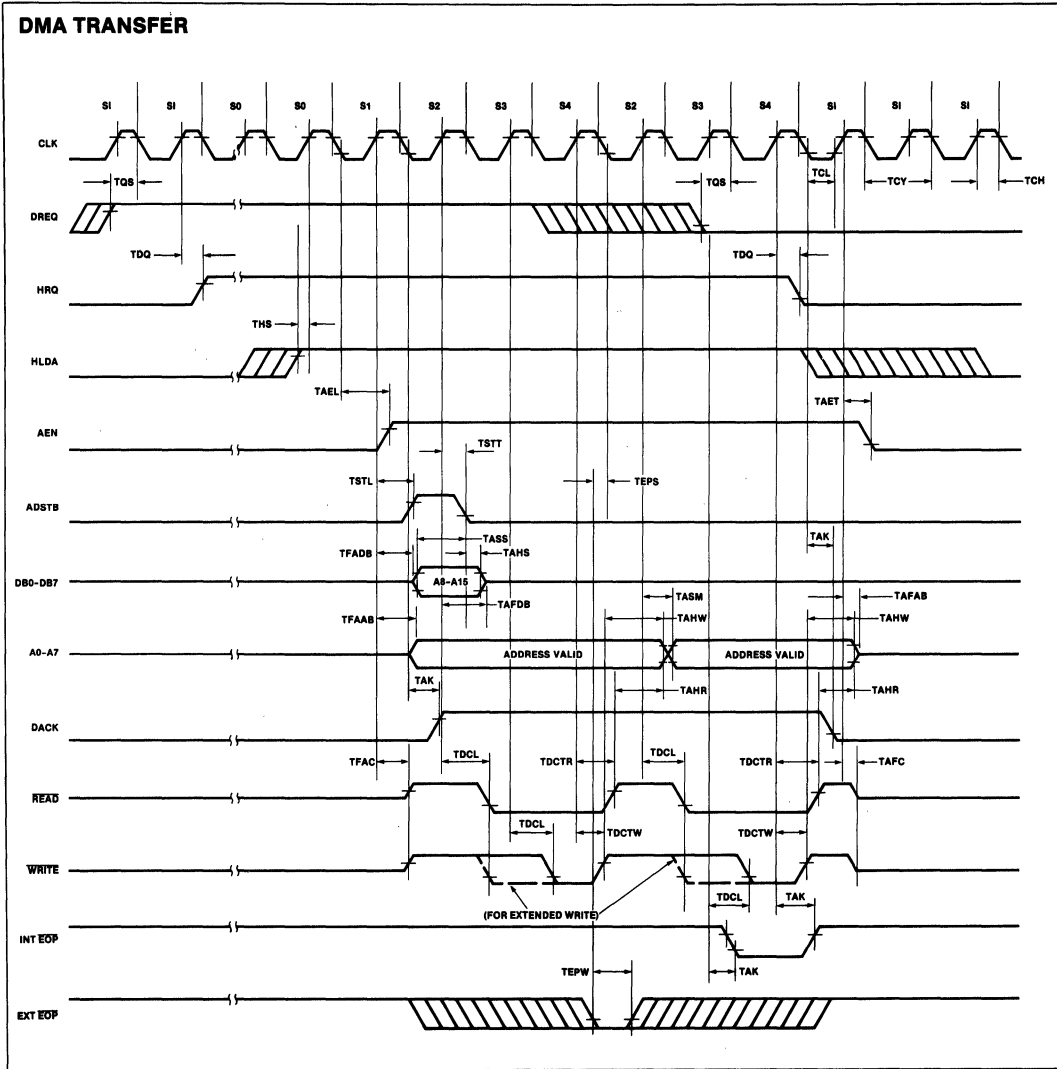 DMA TRANSFER
SI SI S0 S0 S1 S2 S3 S4 S2 S3 S4 SI SI SI
CLK
TQS TQS TCL TCY TCH
DREQ
TDQ TDQ
HRQ
THS
HLDA
TAEL TAET
AEN
TSTT
TSTL TEPS
ADSTB
TASS TAK
TFADB TAHS
DB0-DB7 A8-A15
TAFDB TASM TAFAB
TFAAB TAHW TAHW
A0-A7 ADDRESS VALID ADDRESS VALID
TAK TAHR TAHR
DACK
TFAC TDCL TDCTR TDCL TDCTR TAFC
READ
TDCL TDCTW TDCTW
WRITE
TDCL TAK
(FOR EXTENDED WRITE)
INT EOP
TEPW TAK
EXT EOP